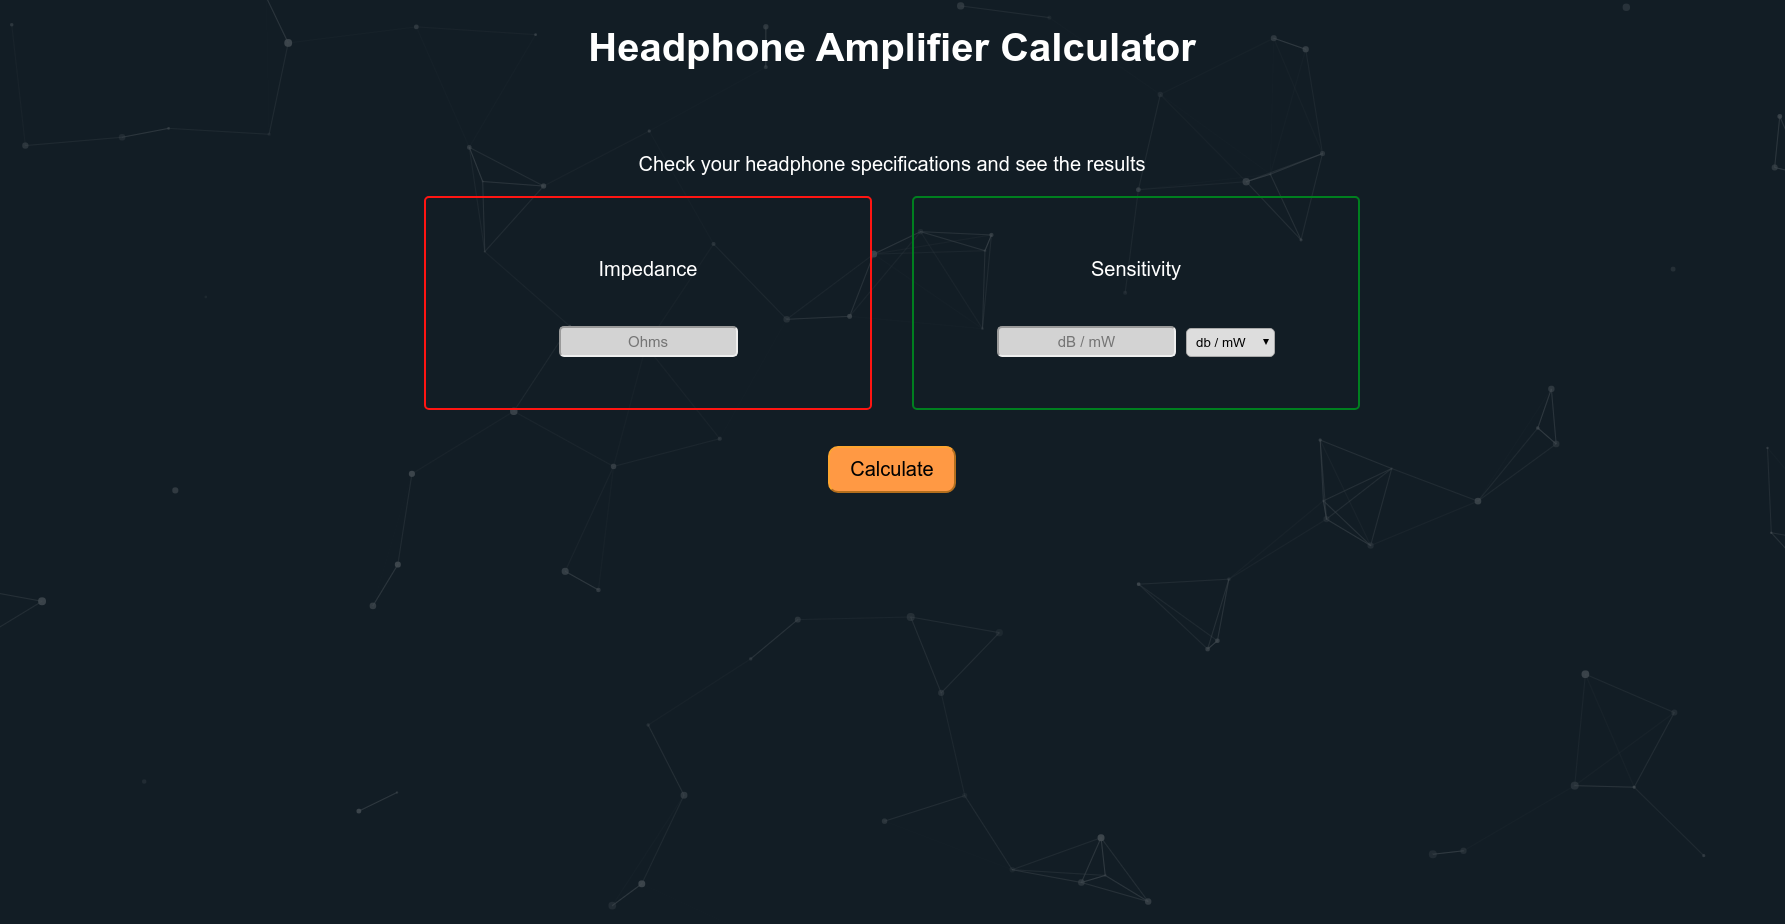 Headphone Amplifier Calculator
Check your headphone specifications and see the results
Impedance
Sensitivity
Ohms
dB / mW
db / mW
Calculate